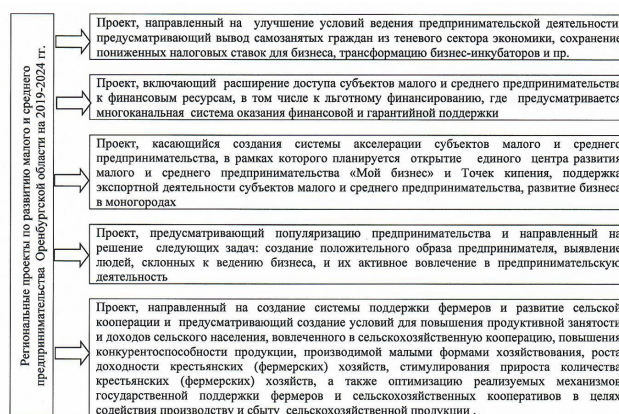 Региональные проекты по развитию малого и среднего
предпринимательства Оренбургской области на 2019-2024 гг.
Проект, направленный на улучшение условий ведения предпринимательской деятельности
предусматривающий вывод самозанятых граждан из теневого сектора экономики, сохранение
пониженных налоговых ставок для бизнеса, трансформацию бизнес-инкубаторов и пр.
Проект, включающий расширение доступа субъектов малого и среднего предпринимательства
к финансовым ресурсам, в том числе к льготному финансированию, где предусматривается
многоканальная система оказания финансовой и гарантийной поддержки
Проект, касающийся создания системы акселерации субъектов малого и среднего
предпринимательства, в рамках которого планируется открытие единого центра развития
малого и среднего предпринимательства «Мой бизнес» и Точек кипения, поддержка
экспортной деятельности субъектов малого и среднего предпринимательства, развитие бизнеса
в моногородах
Проект, предусматривающий популяризацию предпринимательства и направленный на
решение следующих задач: создание положительного образа предпринимателя, выявление
людей, склонных к ведению бизнеса, и их активное вовлечение в предпринимательскую
деятельность
Проект, направленный на создание системы поддержки фермеров и развитие сельской
кооперации и предусматривающий создание условий для повышения продуктивной занятости
и доходов сельского населения, вовлеченного в сельскохозяйственную кооперацию, повышения
конкурентоспособности продукции, производимой малыми формами хозяйствования, роста
доходности крестьянских (фермерских) хозяйств, стимулирования прироста количества
крестьянских (фермерских) хозяйств, а также оптимизацию реализуемых механизмов
государственной поддержки фермеров и сельскохозяйственных кооперативов в целях
содействия производству и сбыту сельскохозяйственной продукции .